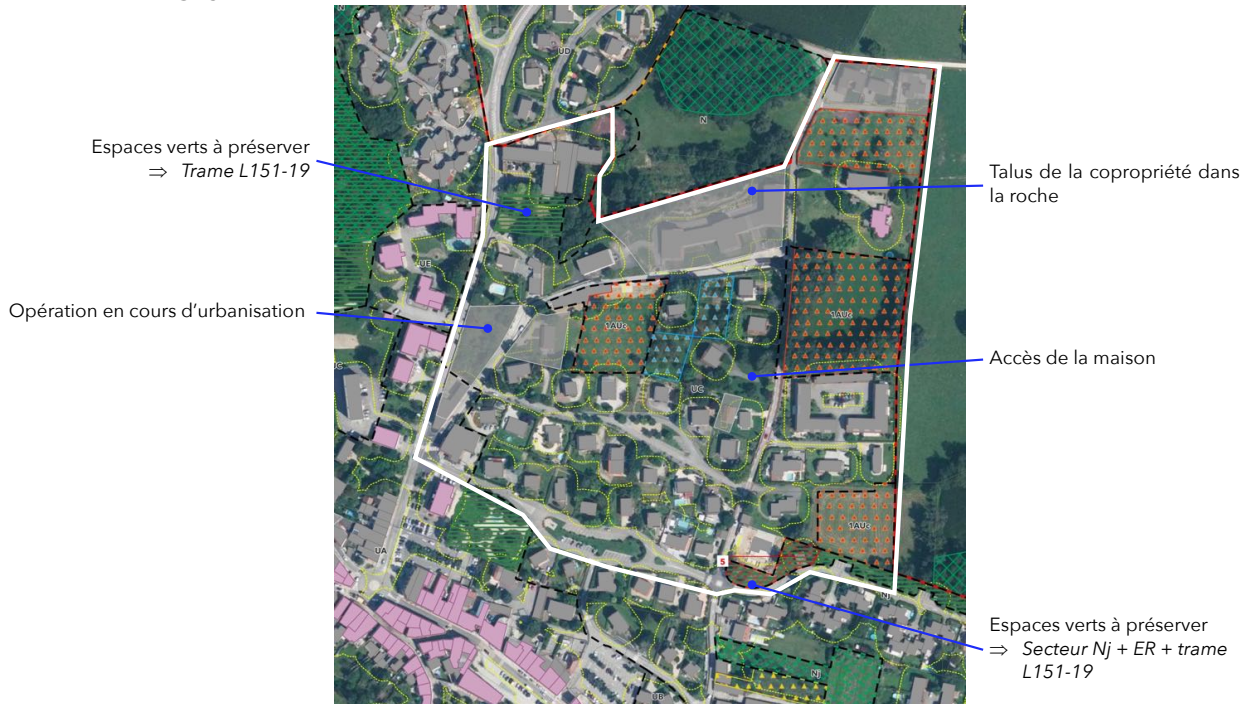 Espaces verts à préserver
⇒ Trame L151-19
Opération en cours d'urbanisation
Talus de la copropriété dans
la roche
Accès de la maison
Espaces verts à préserver
⇒ Secteur Nj + ER + trame
L151-19
N
UD
N
UE
1AUc
1AUc
UC
UC
1AUc
UA
5
Nj
Nj
UB